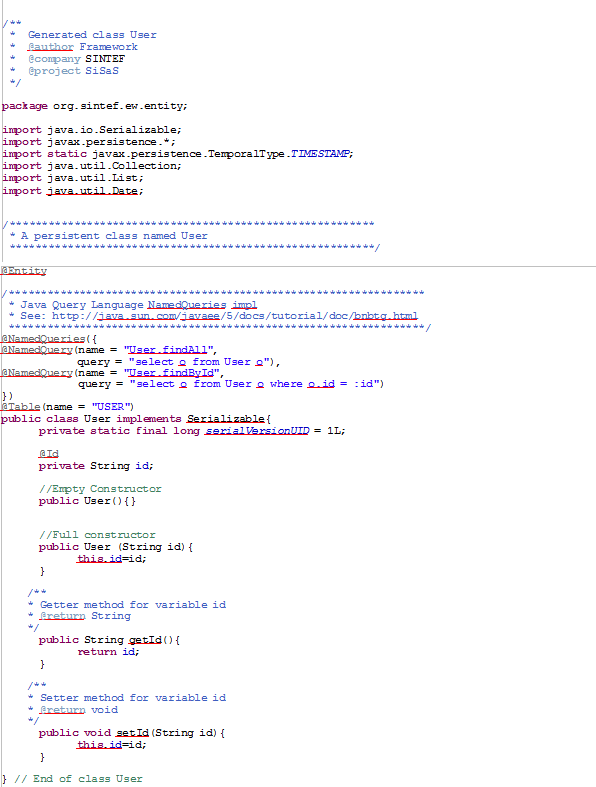 /**
 *  Generated class User
 *  @author Framework
 *  @company SINTEF
 *  @project SiSaS
 */
package org.sintef.ew.entity;
import java.io.Serializable;
import javax.persistence.*;
import static javax.persistence.TemporalType.TIMESTAMP;
import java.util.Collection;
import java.util.List;
import java.util.Date;
/*********************************************************
 * A persistent class named User
 *********************************************************/
@Entity
/*****************************************************************
 * Java Query Language NamedQueries impl
 * See: http://java.sun.com/javaee/5/docs/tutorial/doc/bnbtg.html
 *****************************************************************/
@NamedQueries({
@NamedQuery(name = "User.findAll",
            query = "select o from User o"),
@NamedQuery(name = "User.findById",
            query = "select o from User o where o.id = :id")
})
@Table(name = "USER")
public class User implements Serializable{
      private static final long serialVersionUID = 1L;
      @Id
      private String id;
      //Empty Constructor
      public User(){}
      //Full constructor
      public User (String id){
            this.id=id;
      }
    /**
    * Getter method for variable id
    * @return String
    */
      public String getId(){
            return id;
      }
    /**
    * Setter method for variable id
    * @return void
    */
      public void setId(String id){
            this.id=id;
      }
} // End of class User